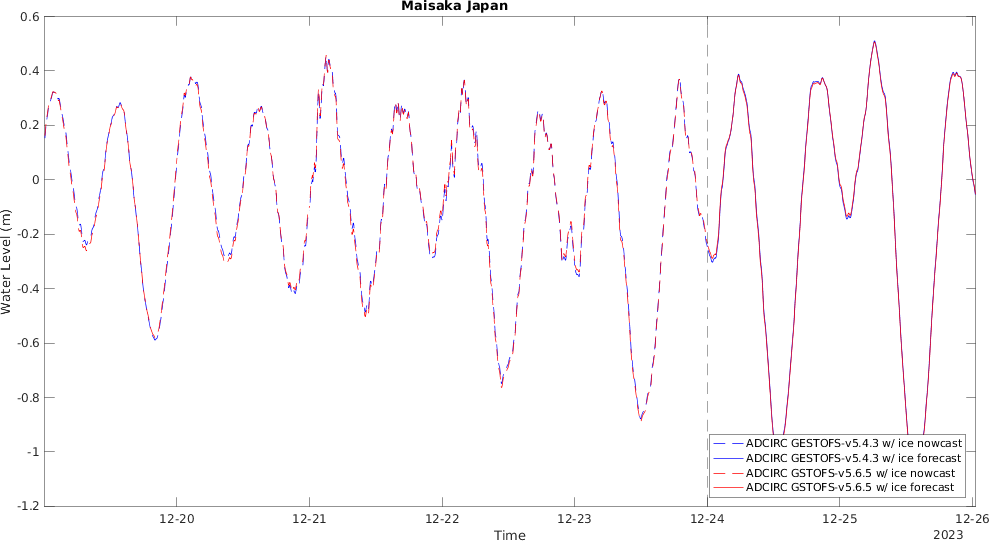 Maisaka Japan
0.6
0.4
0.2
0
-0.2
-0.4
-0.6
-0.8
-1
-1.2
Water Level (m)
ADCIRC GESTOFS-v5.4.3 w/ ice nowcast
ADCIRC GESTOFS-v5.4.3 w/ ice forecast
ADCIRC GSTOFS-v5.6.5 w/ ice nowcast
ADCIRC GSTOFS-v5.6.5 w/ ice forecast
12-20 12-21 12-22 12-23 12-24 12-25 12-26
Time
2023